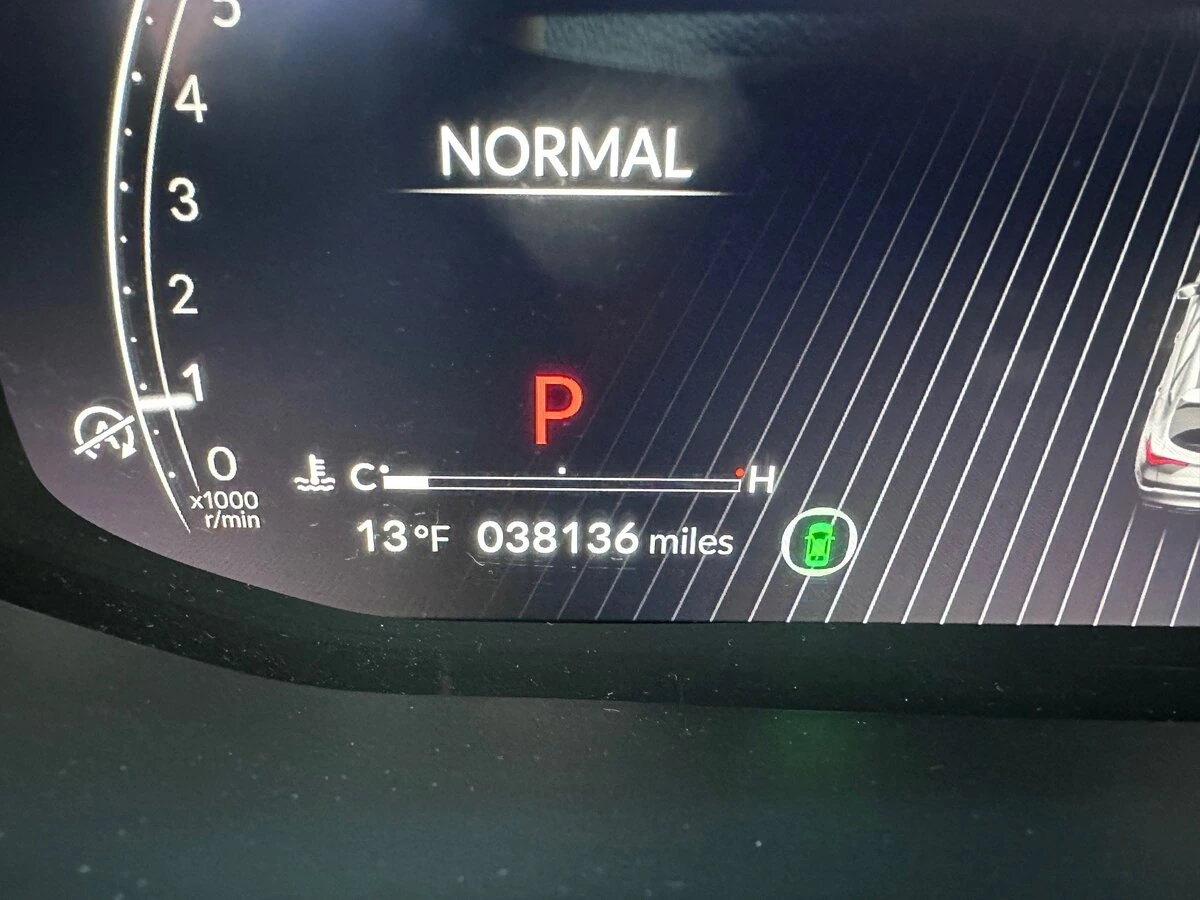 5
4
NORMAL
3
2
1
P
A
0
x1000
r/min
C H
13 °F 038136 miles